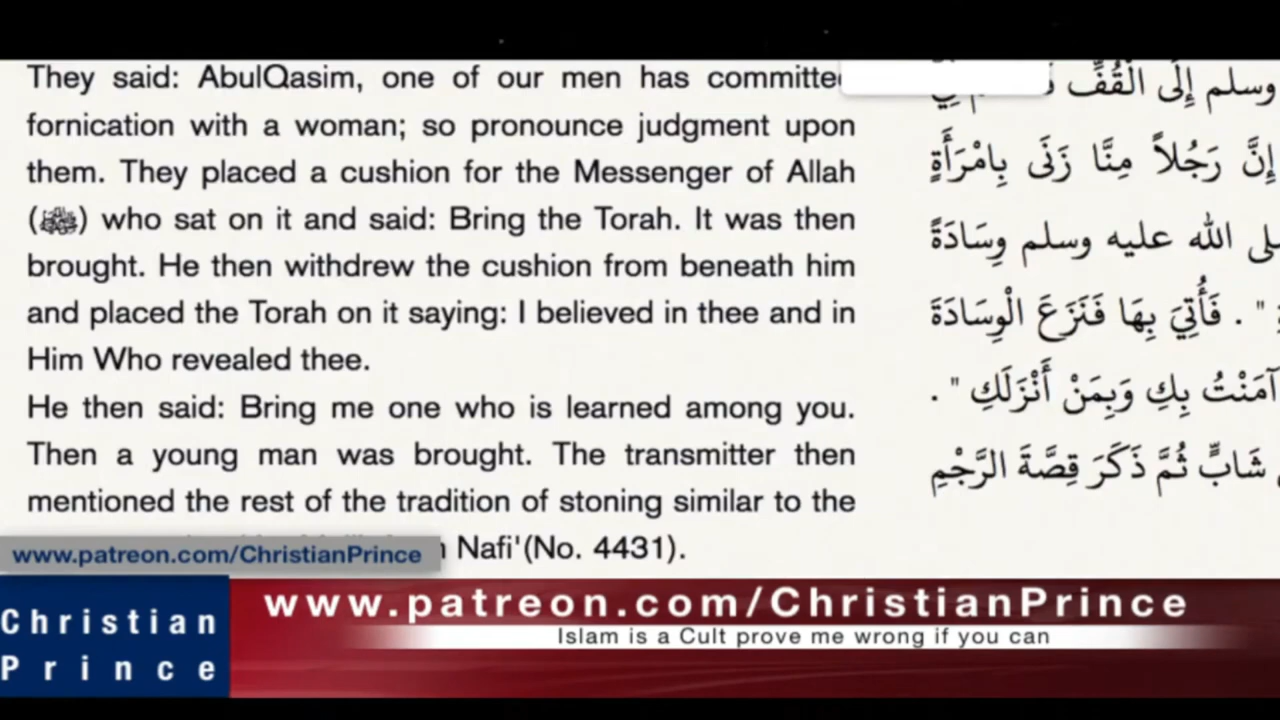 They said: AbulQasim, one of our men has committed
fornication with a woman; so pronounce judgment upon
them. They placed a cushion for the Messenger of Allah
(ﷺ) who sat on it and said: Bring the Torah. It was then
brought. He then withdrew the cushion from beneath him
and placed the Torah on it saying: I believed in thee and in
Him Who revealed thee.
He then said: Bring me one who is learned among you.
Then a young man was brought. The transmitter then
mentioned the rest of the tradition of stoning similar to the
Nafi'(No. 4431).
وسلم إِلَى الْقُفِّ
إِنَّ رَجُلاً مِنَّا زَنَى بِامْرَأَةٍ
الله عليه وسلم وِسَادَةً
" . فَأُتِيَ بِهَا فَنَزَعَ الْوِسَادَةَ
آمَنْتُ بِكِ وَبِمَنْ أَنْزَلَكِ " .
شَابٍّ ثُمَّ ذَكَرَ قِصَّةَ الرَّجْمِ
www.patreon.com/ChristianPrince
www.patreon.com/ChristianPrince
Islam is a Cult prove me wrong if you can
Christian
Prince